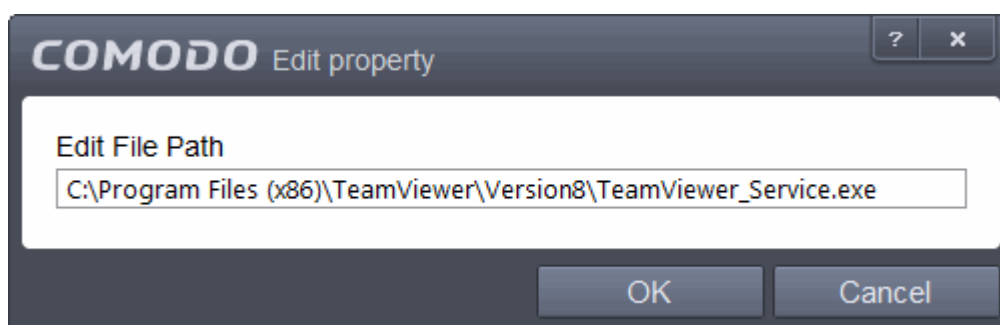 COMODO Edit property
? ×
Edit File Path
C:\Program Files (x86)\TeamViewer\Version8\TeamViewer_Service.exe
OK Cancel